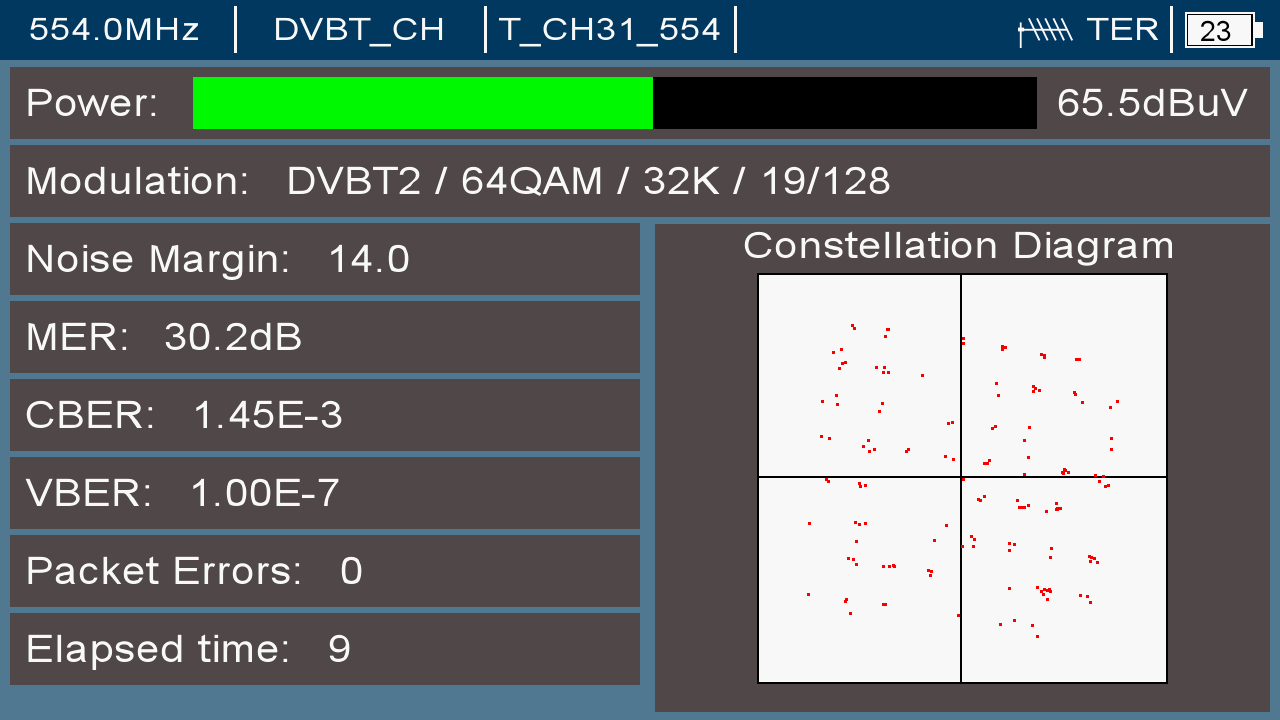 554.0MHz DVBT_CH T_CH31_554 TER 23
Power: 65.5dBuV
Modulation: DVBT2 / 64QAM / 32K / 19/128
Noise Margin: 14.0
MER: 30.2dB
CBER: 1.45E-3
VBER: 1.00E-7
Packet Errors: 0
Elapsed time: 9
Constellation Diagram